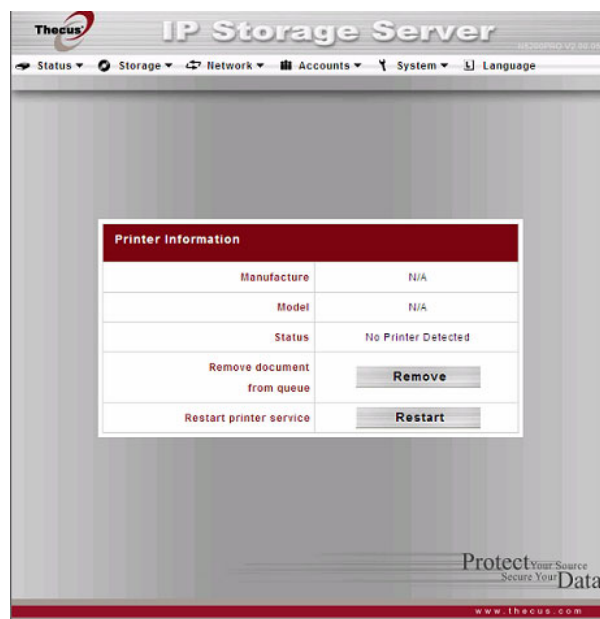 Thecus
IP Storage Server
Status Storage Network Accounts System L Language
Printer Information
Manufacture N/A
Model N/A
Status No Printer Detected
Remove document
from queue
Remove
Restart printer service Restart
Protect Your Source
Secure Your Data
www.thecus.com